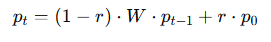 p_t = (1 − r) · W · p_{t−1} + r · p_0